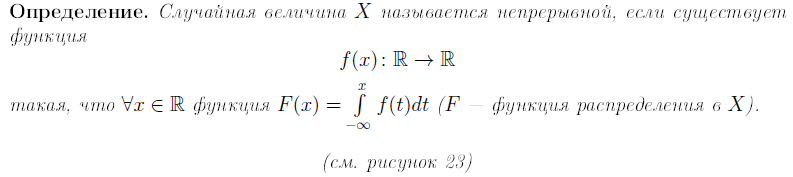 Определение. Случайная величина X называется непрерывной, если существует
функция
f(x): ℝ → ℝ
такая, что ∀x ∈ ℝ функция F(x) = ∫_{−∞}^{x} f(t)dt (F — функция распределения в X).
(см. рисунок 23)